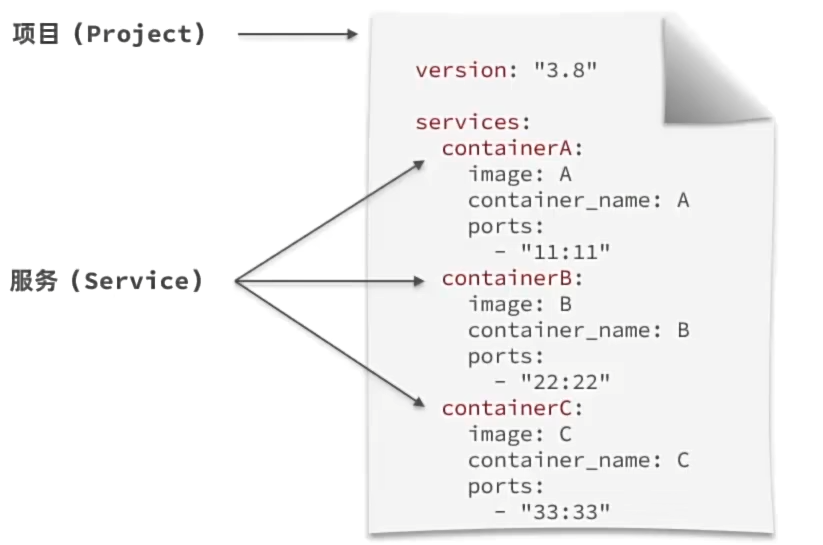 项目 (Project)
version: "3.8"
services:
containerA:
image: A
container_name: A
ports:
- "11:11"
服务 (Service)
containerB:
image: B
container_name: B
ports:
- "22:22"
containerC:
image: C
container_name: C
ports:
- "33:33"